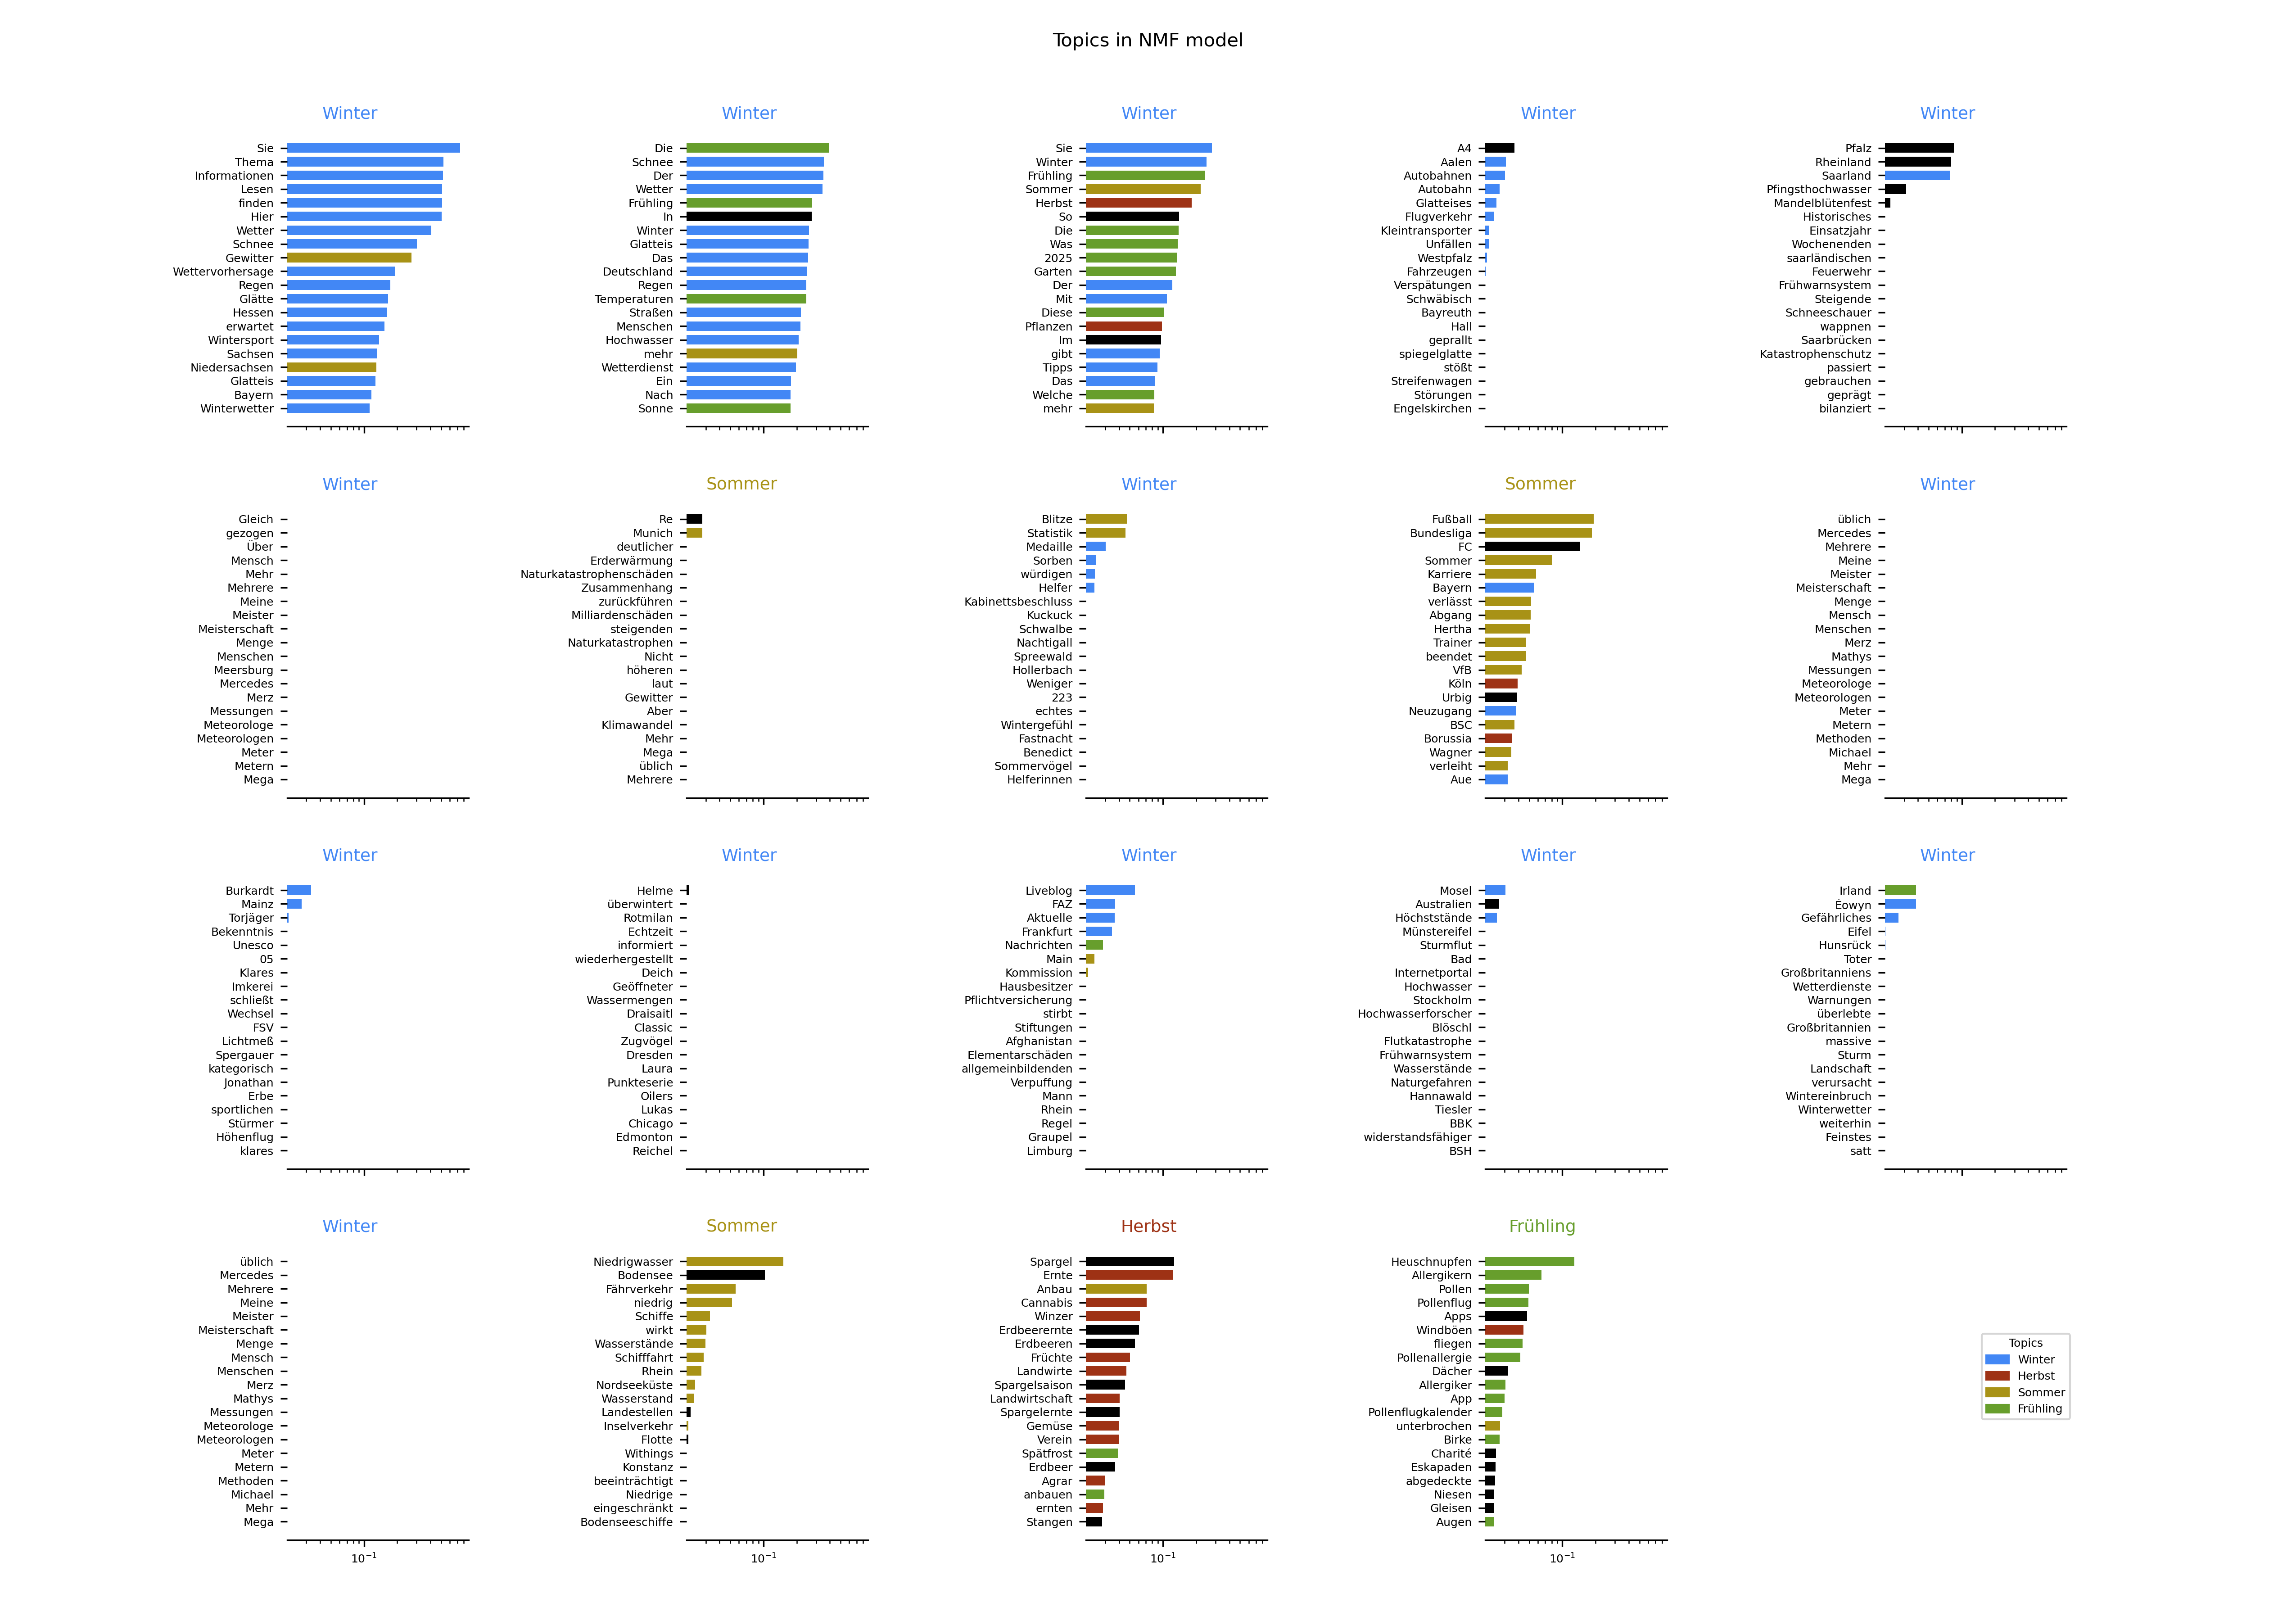 Topics in NMF model
Winter
Sie
Thema
Informationen
Lesen
finden
Hier
Wetter
Schnee
Gewitter
Wettervorhersage
Regen
Glätte
Hessen
erwartet
Wintersport
Sachsen
Niedersachsen
Glatteis
Bayern
Winterwetter
Winter
Die
Schnee
Der
Wetter
Frühling
In
Winter
Glatteis
Das
Deutschland
Regen
Temperaturen
Straßen
Menschen
Hochwasser
mehr
Wetterdienst
Ein
Nach
Sonne
Winter
Sie
Winter
Frühling
Sommer
Herbst
So
Die
Was
2025
Garten
Der
Mit
Diese
Pflanzen
Im
gibt
Tipps
Das
Welche
mehr
Winter
A4
Aalen
Autobahnen
Autobahn
Glatteises
Flugverkehr
Kleintransporter
Unfällen
Westpfalz
Fahrzeugen
Verspätungen
Schwäbisch
Bayreuth
Hall
geprallt
spiegelglatte
stößt
Streifenwagen
Störungen
Engelskirchen
Winter
Pfalz
Rheinland
Saarland
Pfingsthochwasser
Mandelblütenfest
Historisches
Einsatzjahr
Wochenenden
saarländischen
Feuerwehr
Frühwarnsystem
Steigende
Schneeschauer
wappnen
Saarbrücken
Katastrophenschutz
passiert
gebrauchen
geprägt
bilanziert
Winter
Gleich
gezogen
Über
Mensch
Mehr
Mehrere
Meine
Meister
Meisterschaft
Menge
Menschen
Meersburg
Mercedes
Merz
Messungen
Meteorologe
Meteorologen
Meter
Metern
Mega
Sommer
Re
Munich
deutlicher
Erderwärmung
Naturkatastrophenschäden
Zusammenhang
zurückführen
Milliardenschäden
steigenden
Naturkatastrophen
Nicht
höheren
laut
Gewitter
Aber
Klimawandel
Mehr
Mega
üblich
Mehrere
Winter
Blitze
Statistik
Medaille
Sorben
würdigen
Helfer
Kabinettsbeschluss
Kuckuck
Schwalbe
Nachtigall
Spreewald
Hollerbach
Weniger
223
echtes
Wintergefühl
Fastnacht
Benedict
Sommervögel
Helferinnen
Sommer
Fußball
Bundesliga
FC
Sommer
Karriere
Bayern
verlässt
Abgang
Hertha
Trainer
beendet
VfB
Köln
Urbig
Neuzugang
BSC
Borussia
Wagner
verleiht
Aue
Winter
üblich
Mercedes
Mehrere
Meine
Meister
Meisterschaft
Menge
Mensch
Menschen
Merz
Mathys
Messungen
Meteorologe
Meteorologen
Meter
Metern
Methoden
Michael
Mehr
Mega
Winter
Burkardt
Mainz
Torjäger
Bekenntnis
Unesco
05
Klares
Imkerei
schließt
Wechsel
FSV
Lichtmeß
Spergauer
kategorisch
Jonathan
Erbe
sportlichen
Stürmer
Höhenflug
klares
Winter
Helme
überwintert
Rotmilan
Echtzeit
informiert
wiederhergestellt
Deich
Geöffneter
Wassermengen
Draisaitl
Classic
Zugvögel
Dresden
Laura
Punkteserie
Oilers
Lukas
Chicago
Edmonton
Reichel
Winter
Liveblog
FAZ
Aktuelle
Frankfurt
Nachrichten
Main
Kommission
Hausbesitzer
Pflichtversicherung
stirbt
Stiftungen
Afghanistan
Elementarschäden
allgemeinbildenden
Verpuffung
Mann
Rhein
Regel
Graupel
Limburg
Winter
Mosel
Australien
Höchststände
Münstereifel
Sturmflut
Bad
Internetportal
Hochwasser
Stockholm
Hochwasserforscher
Blöschl
Flutkatastrophe
Frühwarnsystem
Wasserstände
Naturgefahren
Hannawald
Tiesler
BBK
widerstandsfähiger
BSH
Winter
Irland
Éowyn
Gefährliches
Eifel
Hunsrück
Toter
Großbritanniens
Wetterdienste
Warnungen
überlebte
Großbritannien
massive
Sturm
Landschaft
verursacht
Wintereinbruch
Winterwetter
weiterhin
Feinstes
satt
Winter
üblich
Mercedes
Mehrere
Meine
Meister
Meisterschaft
Menge
Mensch
Menschen
Merz
Mathys
Messungen
Meteorologe
Meteorologen
Meter
Metern
Methoden
Michael
Mehr
Mega
10⁻¹
Sommer
Niedrigwasser
Bodensee
Fährverkehr
niedrig
Schiffe
wirkt
Wasserstände
Schifffahrt
Rhein
Nordseeküste
Wasserstand
Landestellen
Inselverkehr
Flotte
Withings
Konstanz
beeinträchtigt
Niedrige
eingeschränkt
Bodenseeschiffe
10⁻¹
Herbst
Spargel
Ernte
Anbau
Cannabis
Winzer
Erdbeerernte
Erdbeeren
Früchte
Landwirte
Spargelsaison
Landwirtschaft
Spargelernte
Gemüse
Verein
Spätfrost
Erdbeer
Agrar
anbauen
ernten
Stangen
10⁻¹
Frühling
Heuschnupfen
Allergikern
Pollen
Pollenflug
Apps
Windböen
fliegen
Pollenallergie
Dächer
Allergiker
App
Pollenflugkalender
unterbrochen
Birke
Charité
Eskapaden
abgedeckte
Niesen
Gleisen
Augen
10⁻¹
Topics
Winter
Herbst
Sommer
Frühling